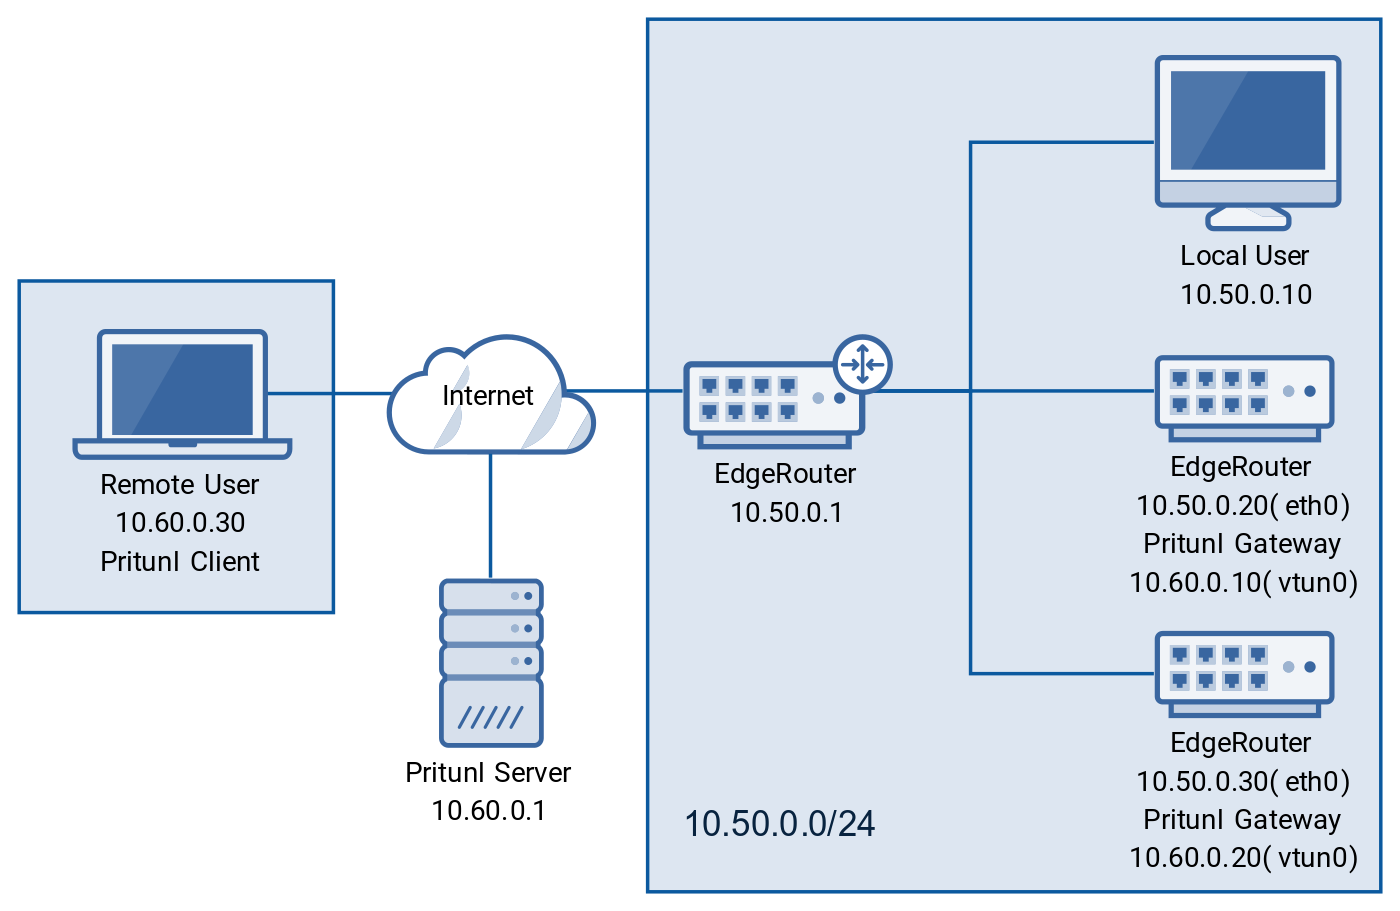 Local User
10.50.0.10
Internet
Remote User
10.60.0.30
Pritunl Client
EdgeRouter
10.50.0.1
EdgeRouter
10.50.0.20( eth0)
Pritunl Gateway
10.60.0.10( vtun0)
Pritunl Server
10.60.0.1
EdgeRouter
10.50.0.30( eth0)
Pritunl Gateway
10.60.0.20( vtun0)
10.50.0.0/24